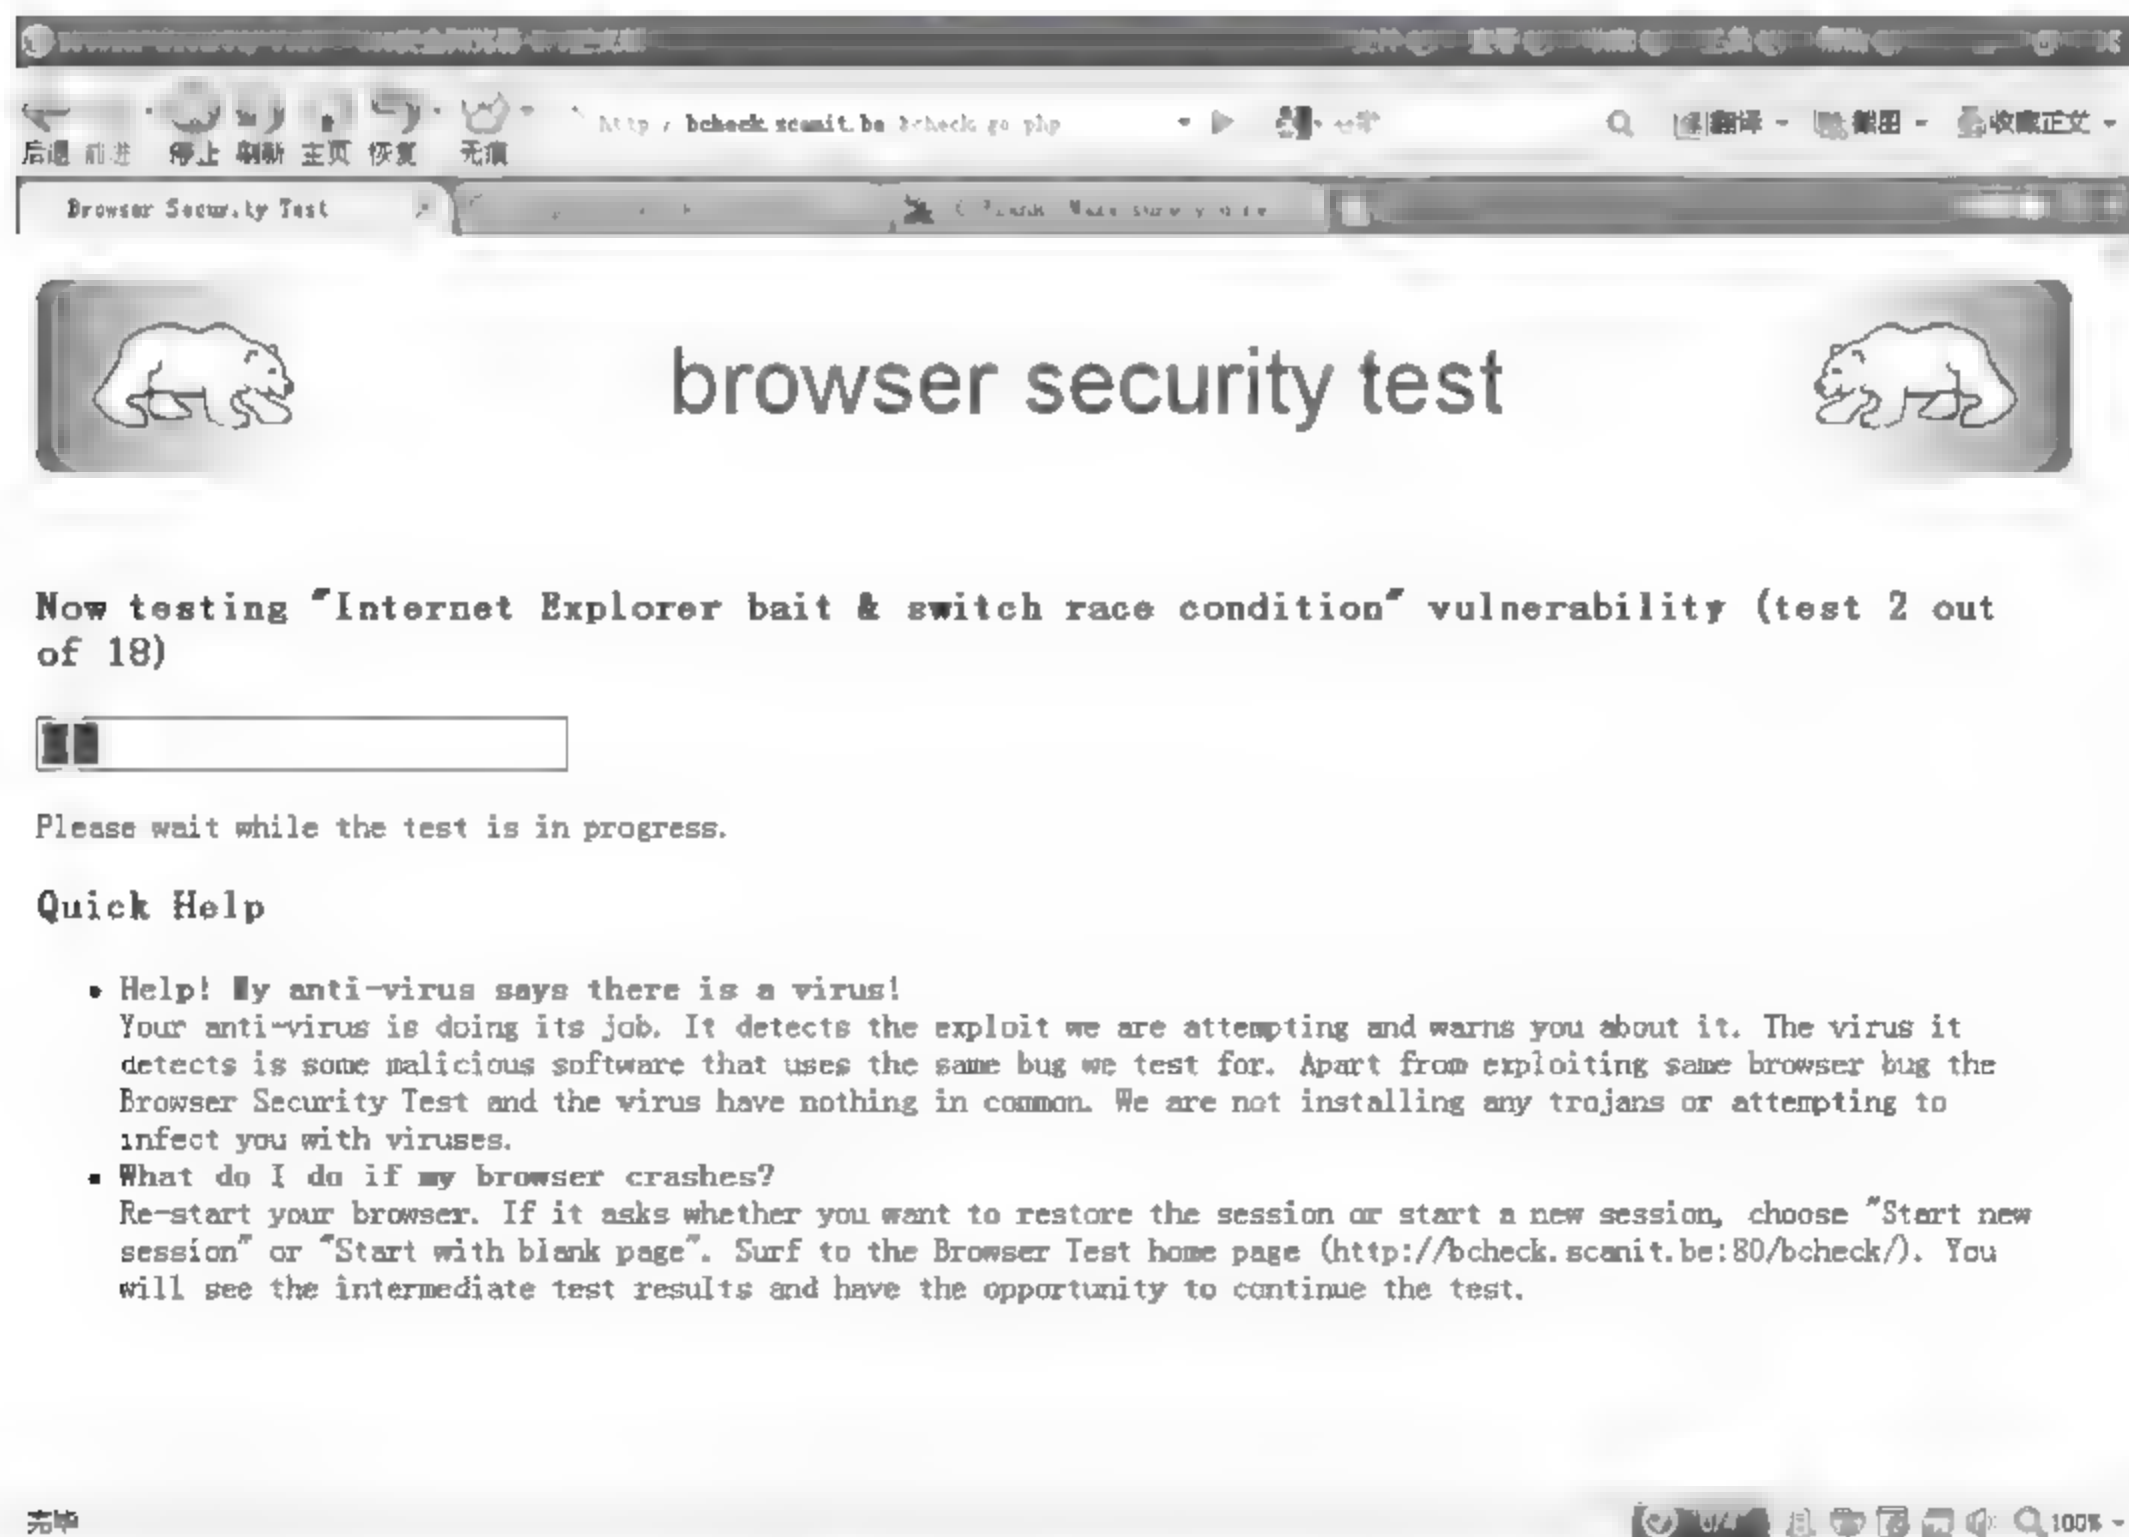 后退 前进 停止 刷新 主页 恢复 无痕
bcheck.scanit.be bcheck go php
翻译 截图 收藏正文
Browser Security Test
browser security test
Now testing "Internet Explorer bait & switch race condition" vulnerability (test 2 out
of 18)
Please wait while the test is in progress.
Quick Help
• Help! My anti-virus says there is a virus!
Your anti-virus is doing its job. It detects the exploit we are attempting and warns you about it. The virus it
detects is some malicious software that uses the same bug we test for. Apart from exploiting same browser bug the
Browser Security Test and the virus have nothing in common. We are not installing any trojans or attempting to
infect you with viruses.
• What do I do if my browser crashes?
Re-start your browser. If it asks whether you want to restore the session or start a new session, choose "Start new
session" or "Start with blank page". Surf to the Browser Test home page (http://bcheck.scanit.be:80/bcheck/). You
will see the intermediate test results and have the opportunity to continue the test.
完毕
100%